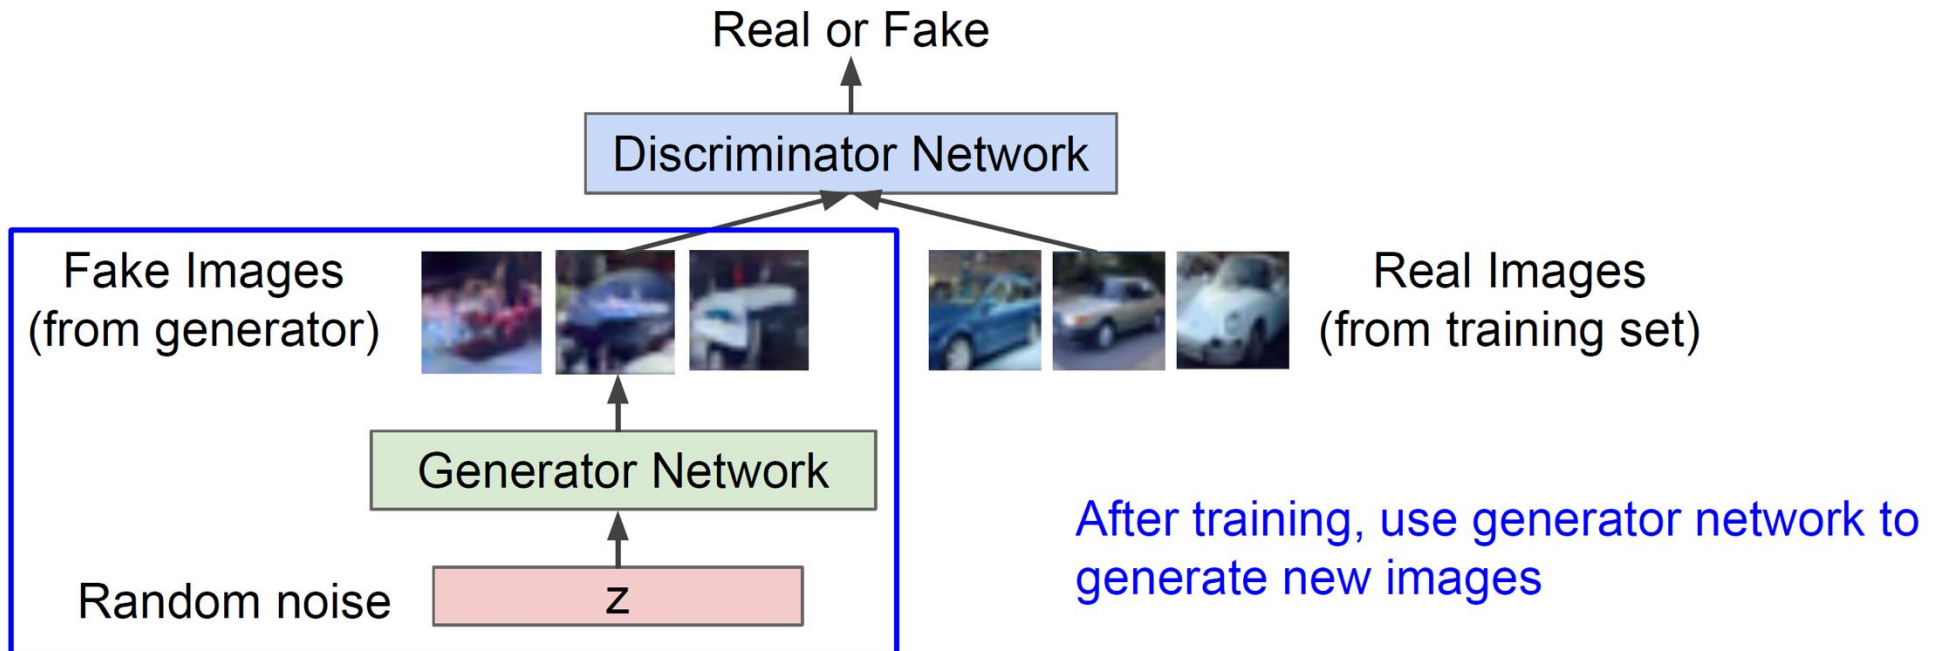 Real or Fake
Discriminator Network
Fake Images
(from generator)
Real Images
(from training set)
Generator Network
After training, use generator network to
generate new images
Random noise
z